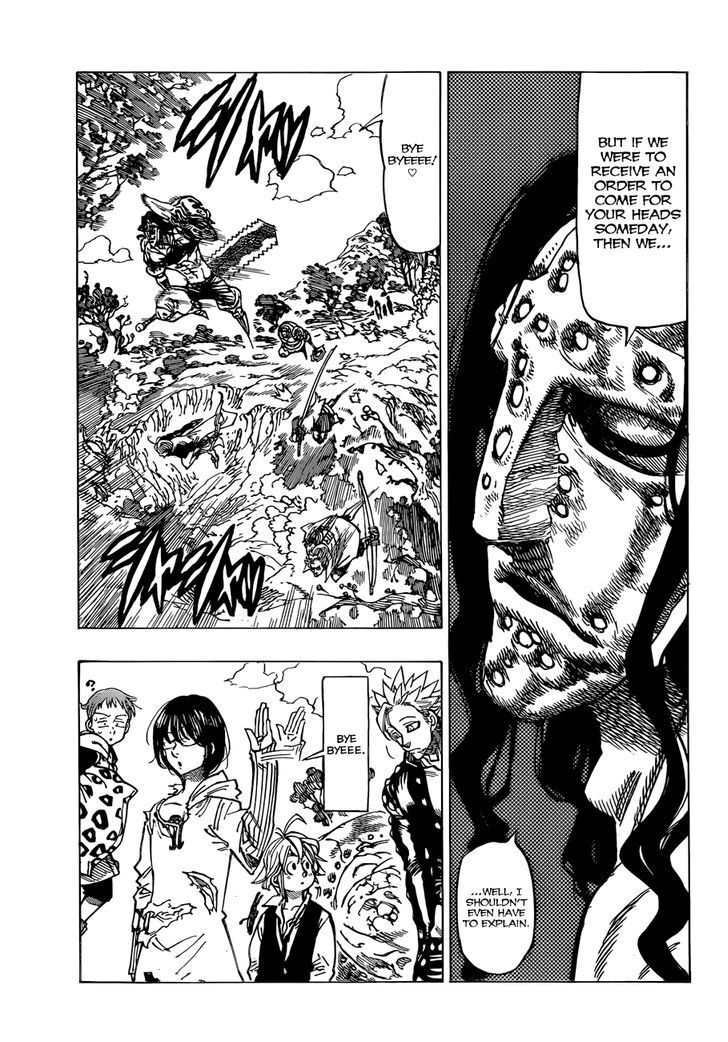 BUT IF WE
WERE TO
RECEIVE AN
ORDER TO
COME FOR
YOUR HEADS
SOMEDAY,
THEN WE...
...WELL, I
SHOULDN'T
EVEN HAVE
TO EXPLAIN.
BYE
BYEEEE!
♡
?
BYE
BYEEE.